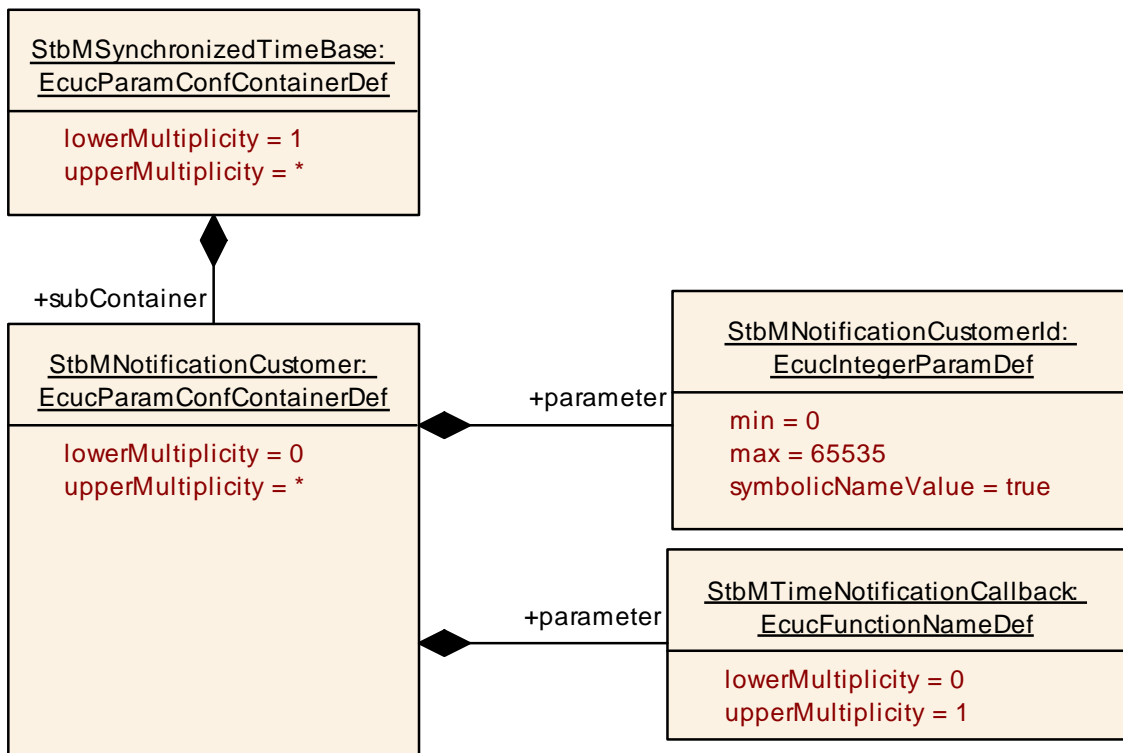 StbMSynchronizedTimeBase:
EcucParamConfContainerDef
lowerMultiplicity = 1
upperMultiplicity = *
+subContainer
StbMNotificationCustomer:
EcucParamConfContainerDef
lowerMultiplicity = 0
upperMultiplicity = *
+parameter
StbMNotificationCustomerId:
EcucIntegerParamDef
min = 0
max = 65535
symbolicNameValue = true
+parameter
StbMTimeNotificationCallback:
EcucFunctionNameDef
lowerMultiplicity = 0
upperMultiplicity = 1